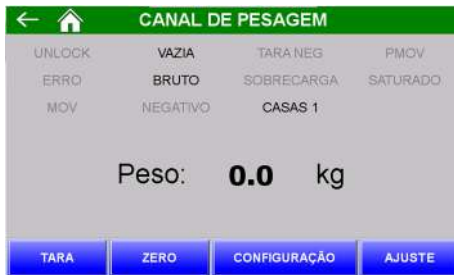 CANAL DE PESAGEM
UNLOCK VAZIA TARA NEG PMOV
ERRO BRUTO SOBRECARGA SATURADO
MOV NEGATIVO CASAS 1
Peso: 0.0 kg
TARA ZERO CONFIGURAÇÃO AJUSTE